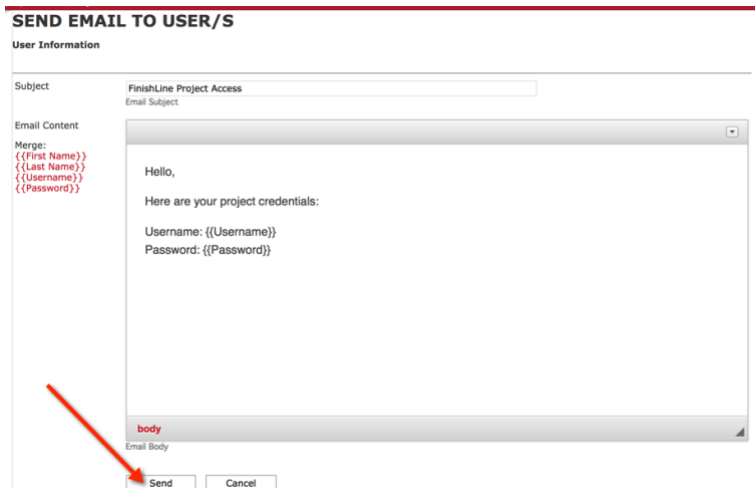 SEND EMAIL TO USER/S
User Information
Subject
FinishLine Project Access
Email Subject
Email Content
Merge:
{{First Name}}
{{Last Name}}
{{Username}}
{{Password}}
Hello,
Here are your project credentials:
Username: {{Username}}
Password: {{Password}}
body
Email Body
Send
Cancel